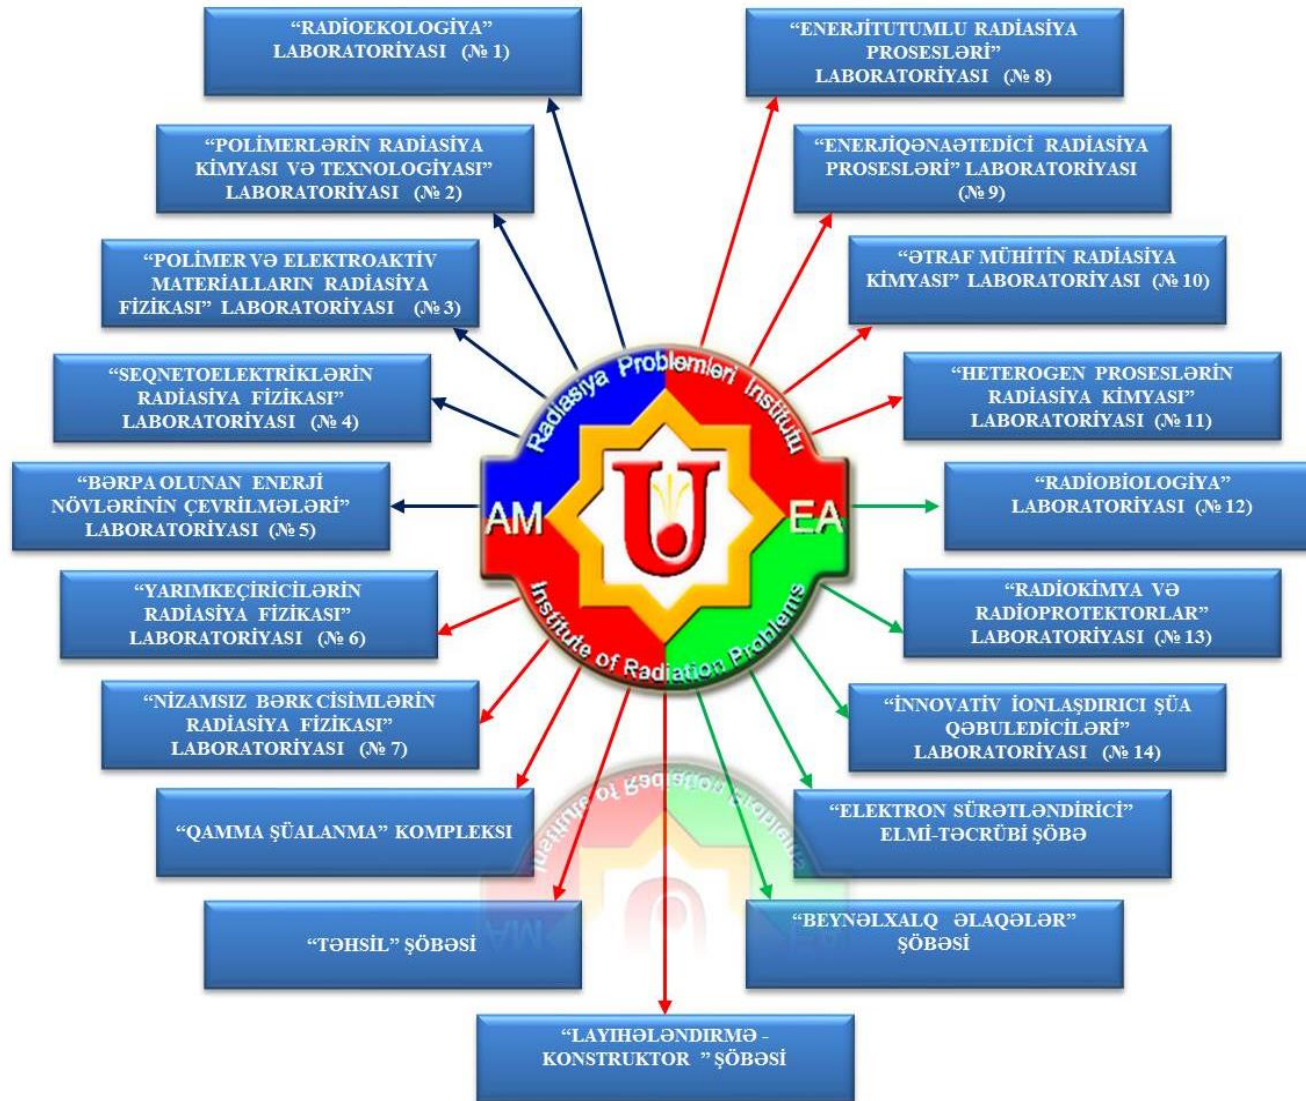 “RADİOEKOLOGİYA”
LABORATORİYASI (№ 1)
“POLİMERLƏRİN RADİASİYA
KİMYASI VƏ TEXNOLOGİYASI”
LABORATORİYASI (№ 2)
“POLİMER VƏ ELEKTROAKTİV
MATERİALLARIN RADİASİYA
FİZİKASI” LABORATORİYASI (№ 3)
“SEQNETOELEKTRİKLƏRİN
RADİASİYA FİZİKASI”
LABORATORİYASI (№ 4)
“BƏRPA OLUNAN ENERJİ
NÖVLƏRİNİN ÇEVRİLMƏLƏRİ”
LABORATORİYASI (№ 5)
“YARIMKEÇİRİCİLƏRİN
RADİASİYA FİZİKASI”
LABORATORİYASI (№ 6)
“NİZAMSIZ BƏRK CİSİMLƏRİN
RADİASİYA FİZİKASI”
LABORATORİYASI (№ 7)
“QAMMA ŞÜALANMA” KOMPLEKSI
“TƏHSİL” ŞÖBƏSİ
“LAYIHƏLƏNDIRMƏ -
KONSTRUKTOR ” ŞÖBƏSİ
Radiasiya Problemləri Institutu
AM
EA
Institute of Radiation Problems
“ENERJİTUTUMLU RADİASİYA
PROSESLƏRİ”
LABORATORİYASI (№ 8)
“ENERJİQƏNAƏTEDİCİ RADİASİYA
PROSESLƏRİ” LABORATORİYASI
(№ 9)
“ƏTRAF MÜHİTİN RADİASİYA
KİMYASI” LABORATORİYASI (№ 10)
“HETEROGEN PROSESLƏRİN
RADİASİYA KİMYASI”
LABORATORİYASI (№ 11)
“RADİOBİOLOGİYA”
LABORATORİYASI (№ 12)
“RADİOKİMYA VƏ
RADİOPROTEKTORLAR”
LABORATORİYASI (№ 13)
“İNNOVATİV İONLAŞDIRICI ŞÜA
QƏBULEDİCİLƏRİ”
LABORATORİYASI (№ 14)
“ELEKTRON SÜRƏTLƏNDİRİCİ”
ELMİ-TƏCRÜBİ ŞÖBƏ
“BEYNƏLXALQ ƏLAQƏLƏR”
ŞÖBƏSİ